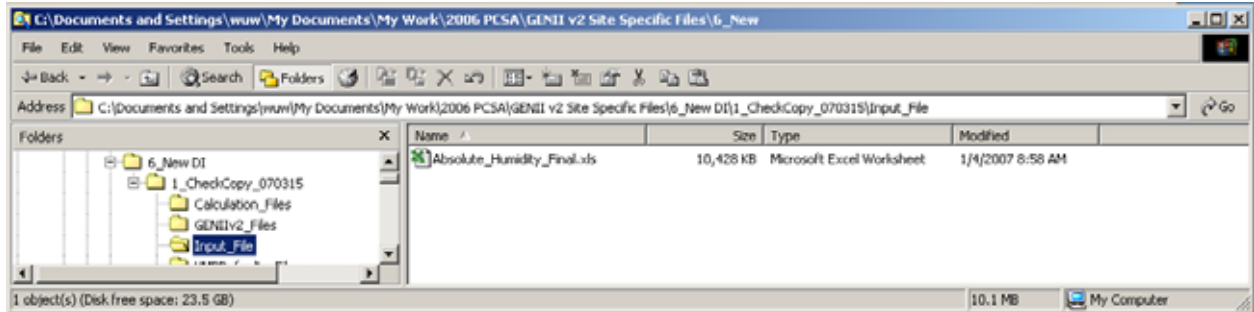 C:\Documents and Settings\wuw\My Documents\My Work\2006 PCSA\GENII v2 Site Specific Files\6_New
File Edit View Favorites Tools Help
Back Search Folders
Address C:\Documents and Settings\wuw\My Documents\My Work\2006 PCSA\GENII v2 Site Specific Files\6_New DI\1_CheckCopy_070315\Input_File Go
Folders Name Size Type Modified
6_New DI Absolute_Humidity_Final.xls 10,428 KB Microsoft Excel Worksheet 1/4/2007 8:58 AM
1_CheckCopy_070315
Calculation_Files
GENIIv2_Files
Input_File
1 object(s) (Disk free space: 23.5 GB) 10.1 MB My Computer